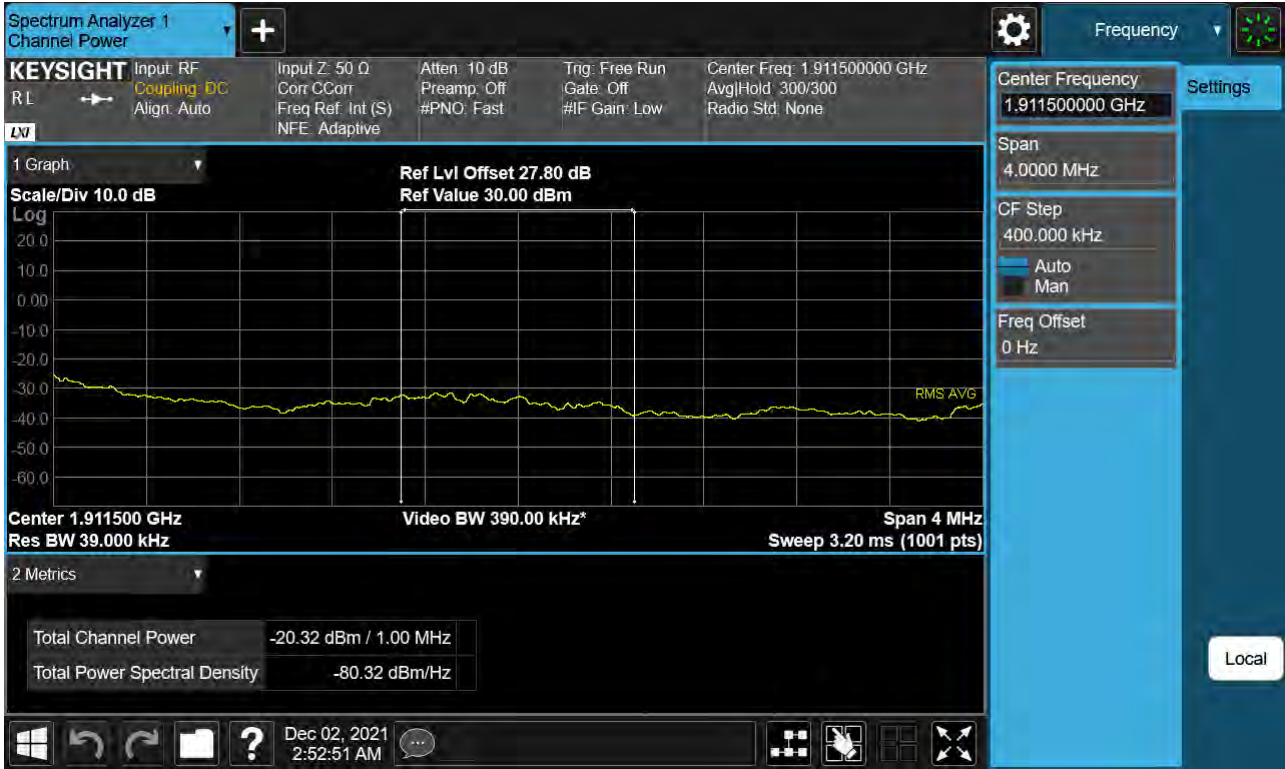 Spectrum Analyzer 1
Channel Power
Frequency
KEYSIGHT
R L
LXI
Input: RF
Coupling: DC
Align: Auto
Input Z: 50 Ω
Corr CCorr
Freq Ref: Int (S)
NFE: Adaptive
Atten: 10 dB
Preamp: Off
#PNO: Fast
Trig: Free Run
Gate: Off
#IF Gain: Low
Center Freq: 1.911500000 GHz
Avg|Hold: 300/300
Radio Std: None
Center Frequency
1.911500000 GHz
Settings
Span
4.0000 MHz
CF Step
400.000 kHz
Auto
Man
Freq Offset
0 Hz
1 Graph
Scale/Div 10.0 dB
Ref Lvl Offset 27.80 dB
Ref Value 30.00 dBm
Log
20.0
10.0
0.00
-10.0
-20.0
-30.0
-40.0
-50.0
-60.0
RMS AVG
Center 1.911500 GHz
Res BW 39.000 kHz
Video BW 390.00 kHz*
Span 4 MHz
Sweep 3.20 ms (1001 pts)
2 Metrics
Total Channel Power -20.32 dBm / 1.00 MHz
Total Power Spectral Density -80.32 dBm/Hz
Local
Dec 02, 2021
2:52:51 AM